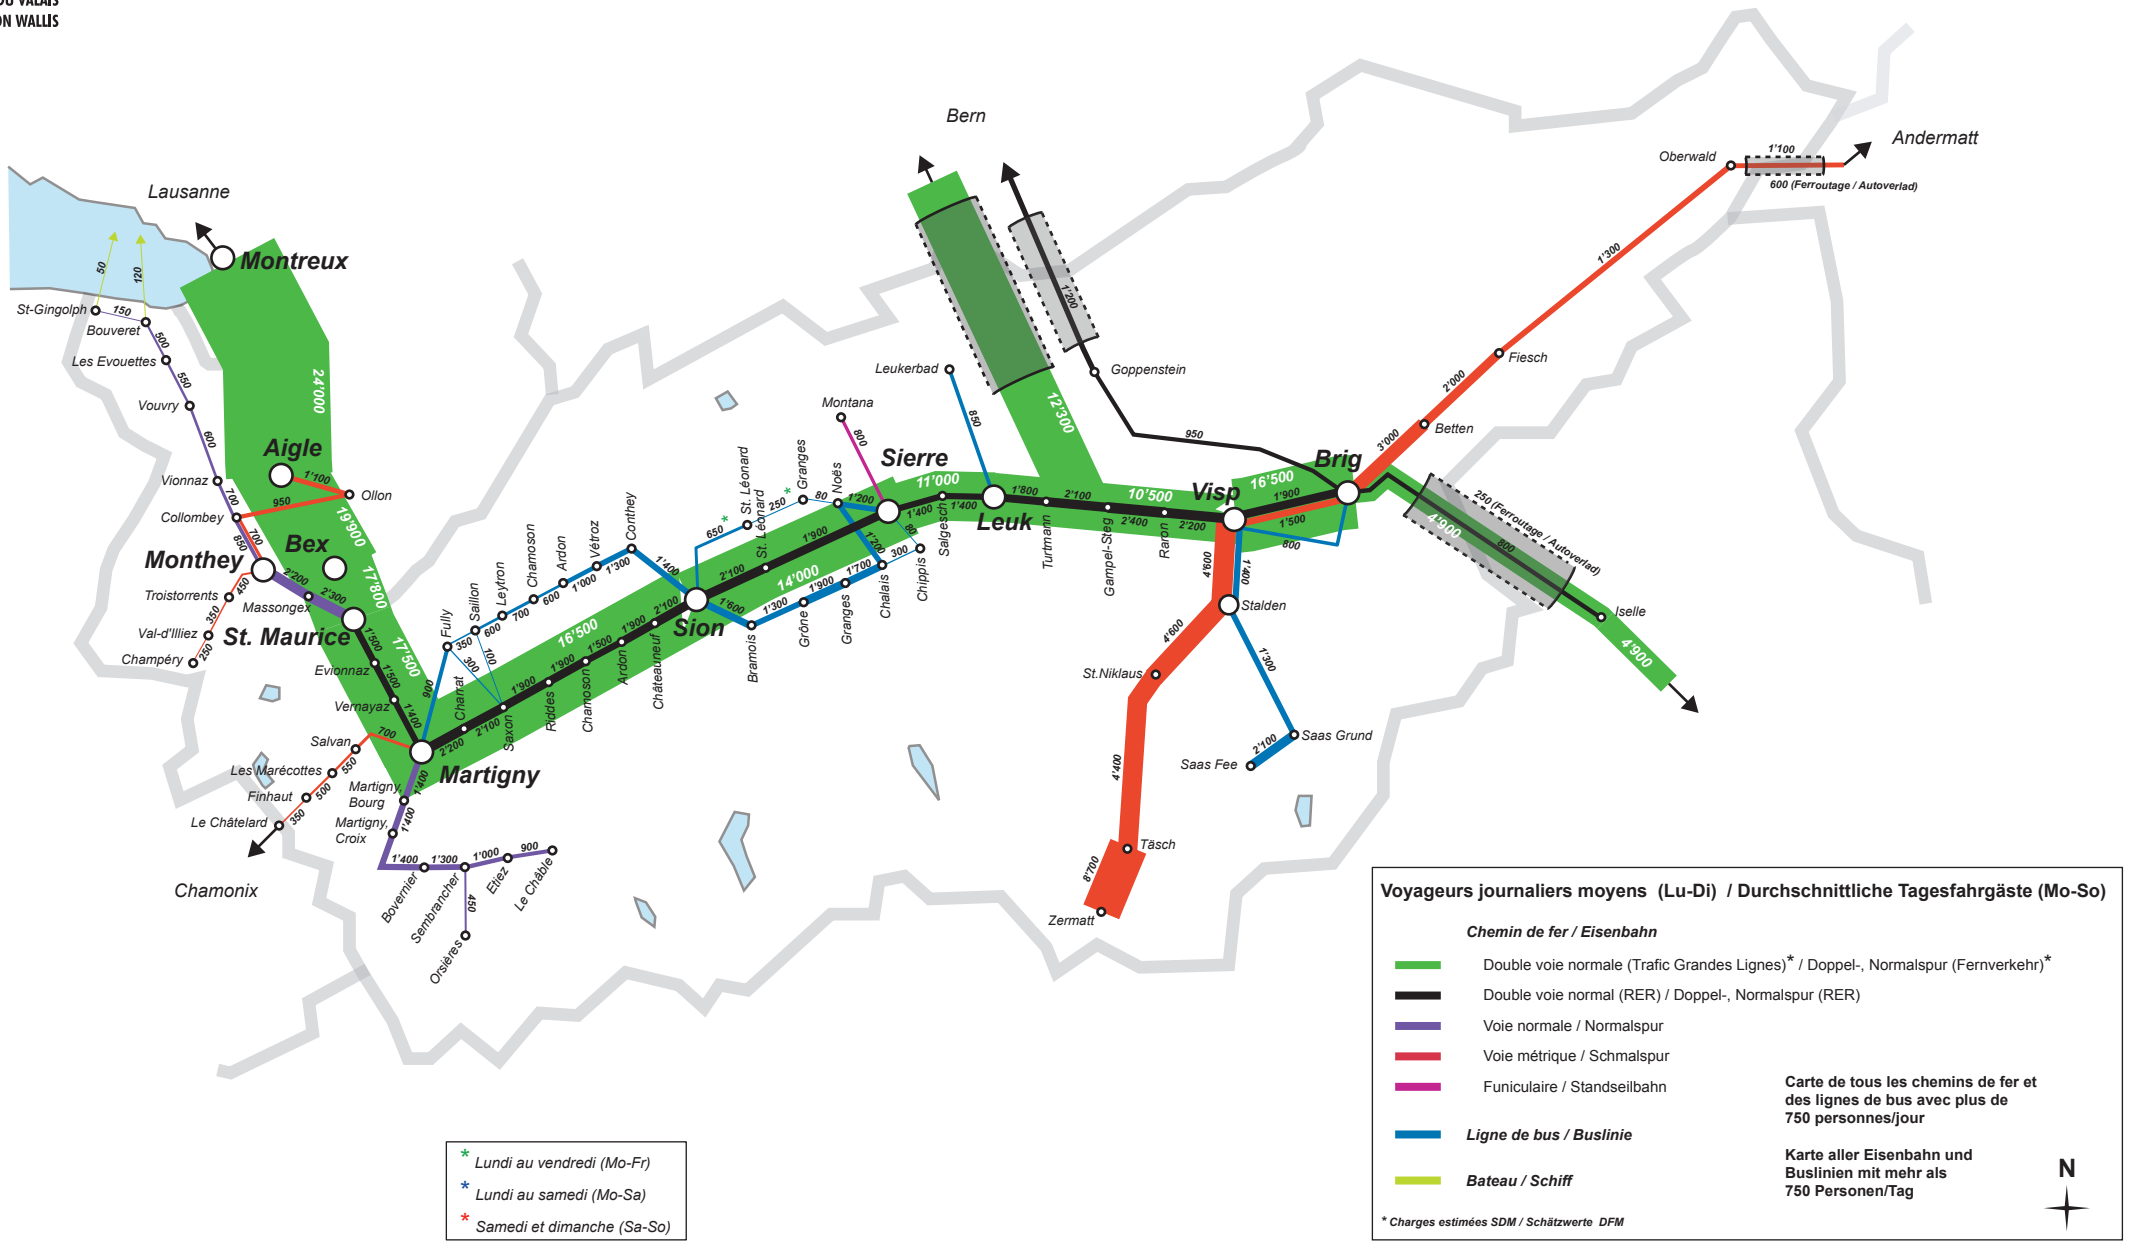 DU VALAIS
ON WALLIS
Bern
Andermatt
Oberwald
1'100
600 (Ferroutage / Autoverlad)
Lausanne
Montreux
50
120
St-Gingolph
150
Bouveret
500
Les Evouettes
550
Vouvry
600
Vionnaz
700
Collombey
850
700
24'000
Aigle
1'100
950
Ollon
19'900
Bex
17'800
Monthey
2'200
Massongex
2'300
450
Troistorrents
350
Val-d'Illiez
250
Champéry
St. Maurice
17'500
1'500
Evionnaz
1'500
Vernayaz
1'400
Martigny
700
Salvan
550
Les Marécottes
500
Finhaut
350
Le Châtelard
Chamonix
1'400
Martigny,
Bourg
1'400
Martigny,
Croix
1'400
Bovernier
1'300
Sembrancher
1'000
Etiez
900
Le Châble
450
Orsières
900
Fully
350
300
Saillon
100
600
Leytron
700
Chamoson
600
Ardon
1'000
Vétroz
1'300
Conthey
1'400
16'500
2'200
Charrat
2'100
Saxon
1'900
Riddes
1'900
Chamoson
1'500
Ardon
1'900
Châteauneuf
2'100
Sion
650
*
St. Léonard
250
*
Granges
80
Noës
1'200
2'100
St. Léonard
1'900
14'000
1'600
Bramois
1'300
Grône
1'900
Granges
1'700
Chalais
1'200
300
Chippis
80
Montana
800
Sierre
11'000
1'400
Salgesch
1'400
Leukerbad
850
Leuk
1'800
Turtmann
2'100
Gampel-Steg
2'400
10'500
Raron
2'200
Visp
12'300
1'200
Goppenstein
950
16'500
Brig
1'900
1'500
800
3'000
Betten
2'000
Fiesch
1'300
250 (Ferroutage / Autoverlad)
4'900
800
Iselle
4'900
4'600
1'400
Stalden
4'600
St.Niklaus
4'400
Täsch
8'700
Zermatt
1'300
Saas Grund
2'100
Saas Fee
* Lundi au vendredi (Mo-Fr)
* Lundi au samedi (Mo-Sa)
* Samedi et dimanche (Sa-So)
Voyageurs journaliers moyens (Lu-Di) / Durchschnittliche Tagesfahrgäste (Mo-So)
Chemin de fer / Eisenbahn
Double voie normale (Trafic Grandes Lignes)* / Doppel-, Normalspur (Fernverkehr)*
Double voie normal (RER) / Doppel-, Normalspur (RER)
Voie normale / Normalspur
Voie métrique / Schmalspur
Funiculaire / Standseilbahn
Ligne de bus / Buslinie
Bateau / Schiff
Carte de tous les chemins de fer et
des lignes de bus avec plus de
750 personnes/jour
Karte aller Eisenbahn und
Buslinien mit mehr als
750 Personen/Tag
N
* Charges estimées SDM / Schätzwerte DFM